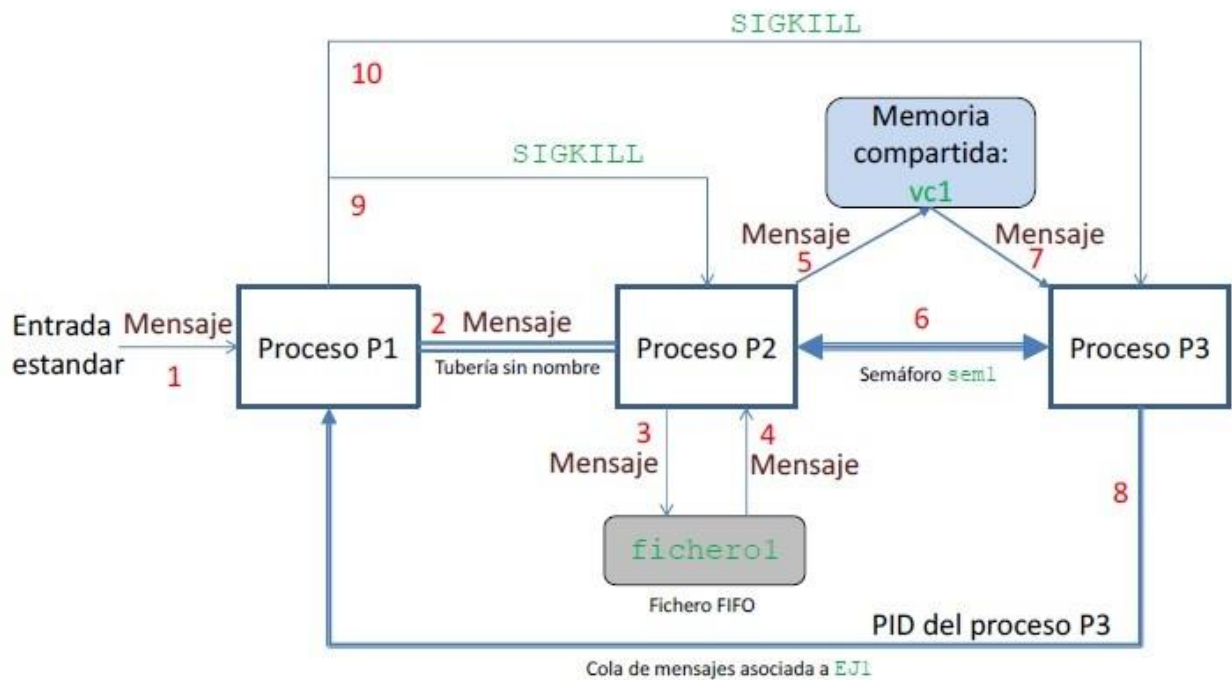 SIGKILL
10
Memoria
compartida:
vc1
SIGKILL
9
Mensaje
5
Mensaje
7
Entrada
estandar
Mensaje
1
Proceso P1
2 Mensaje
Tubería sin nombre
Proceso P2
6
Semáforo sem1
Proceso P3
3
Mensaje
4
Mensaje
8
fichero1
Fichero FIFO
PID del proceso P3
Cola de mensajes asociada a EJ1